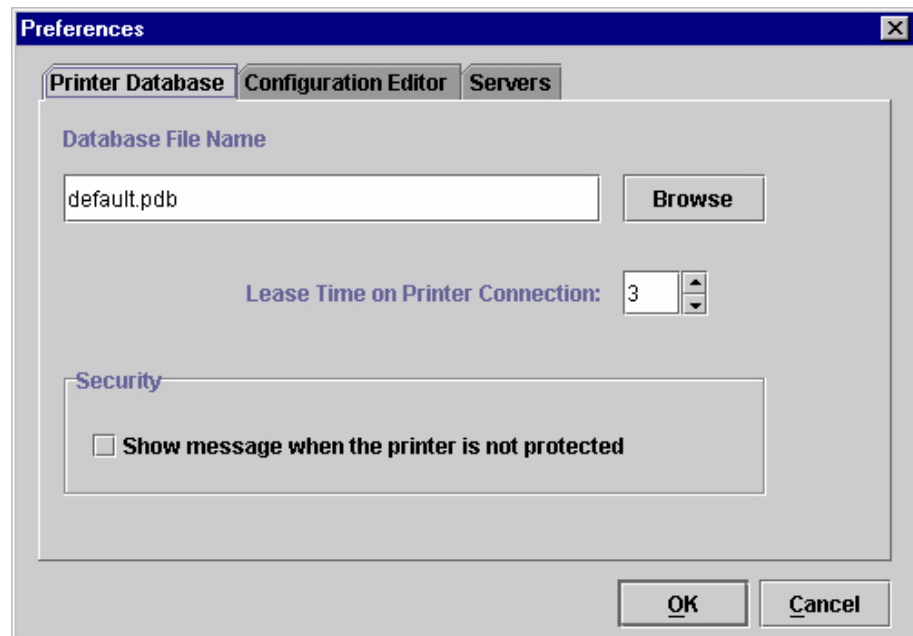 Preferences
Printer Database Configuration Editor Servers
Database File Name
default.pdb Browse
Lease Time on Printer Connection: 3
Security
Show message when the printer is not protected
OK Cancel